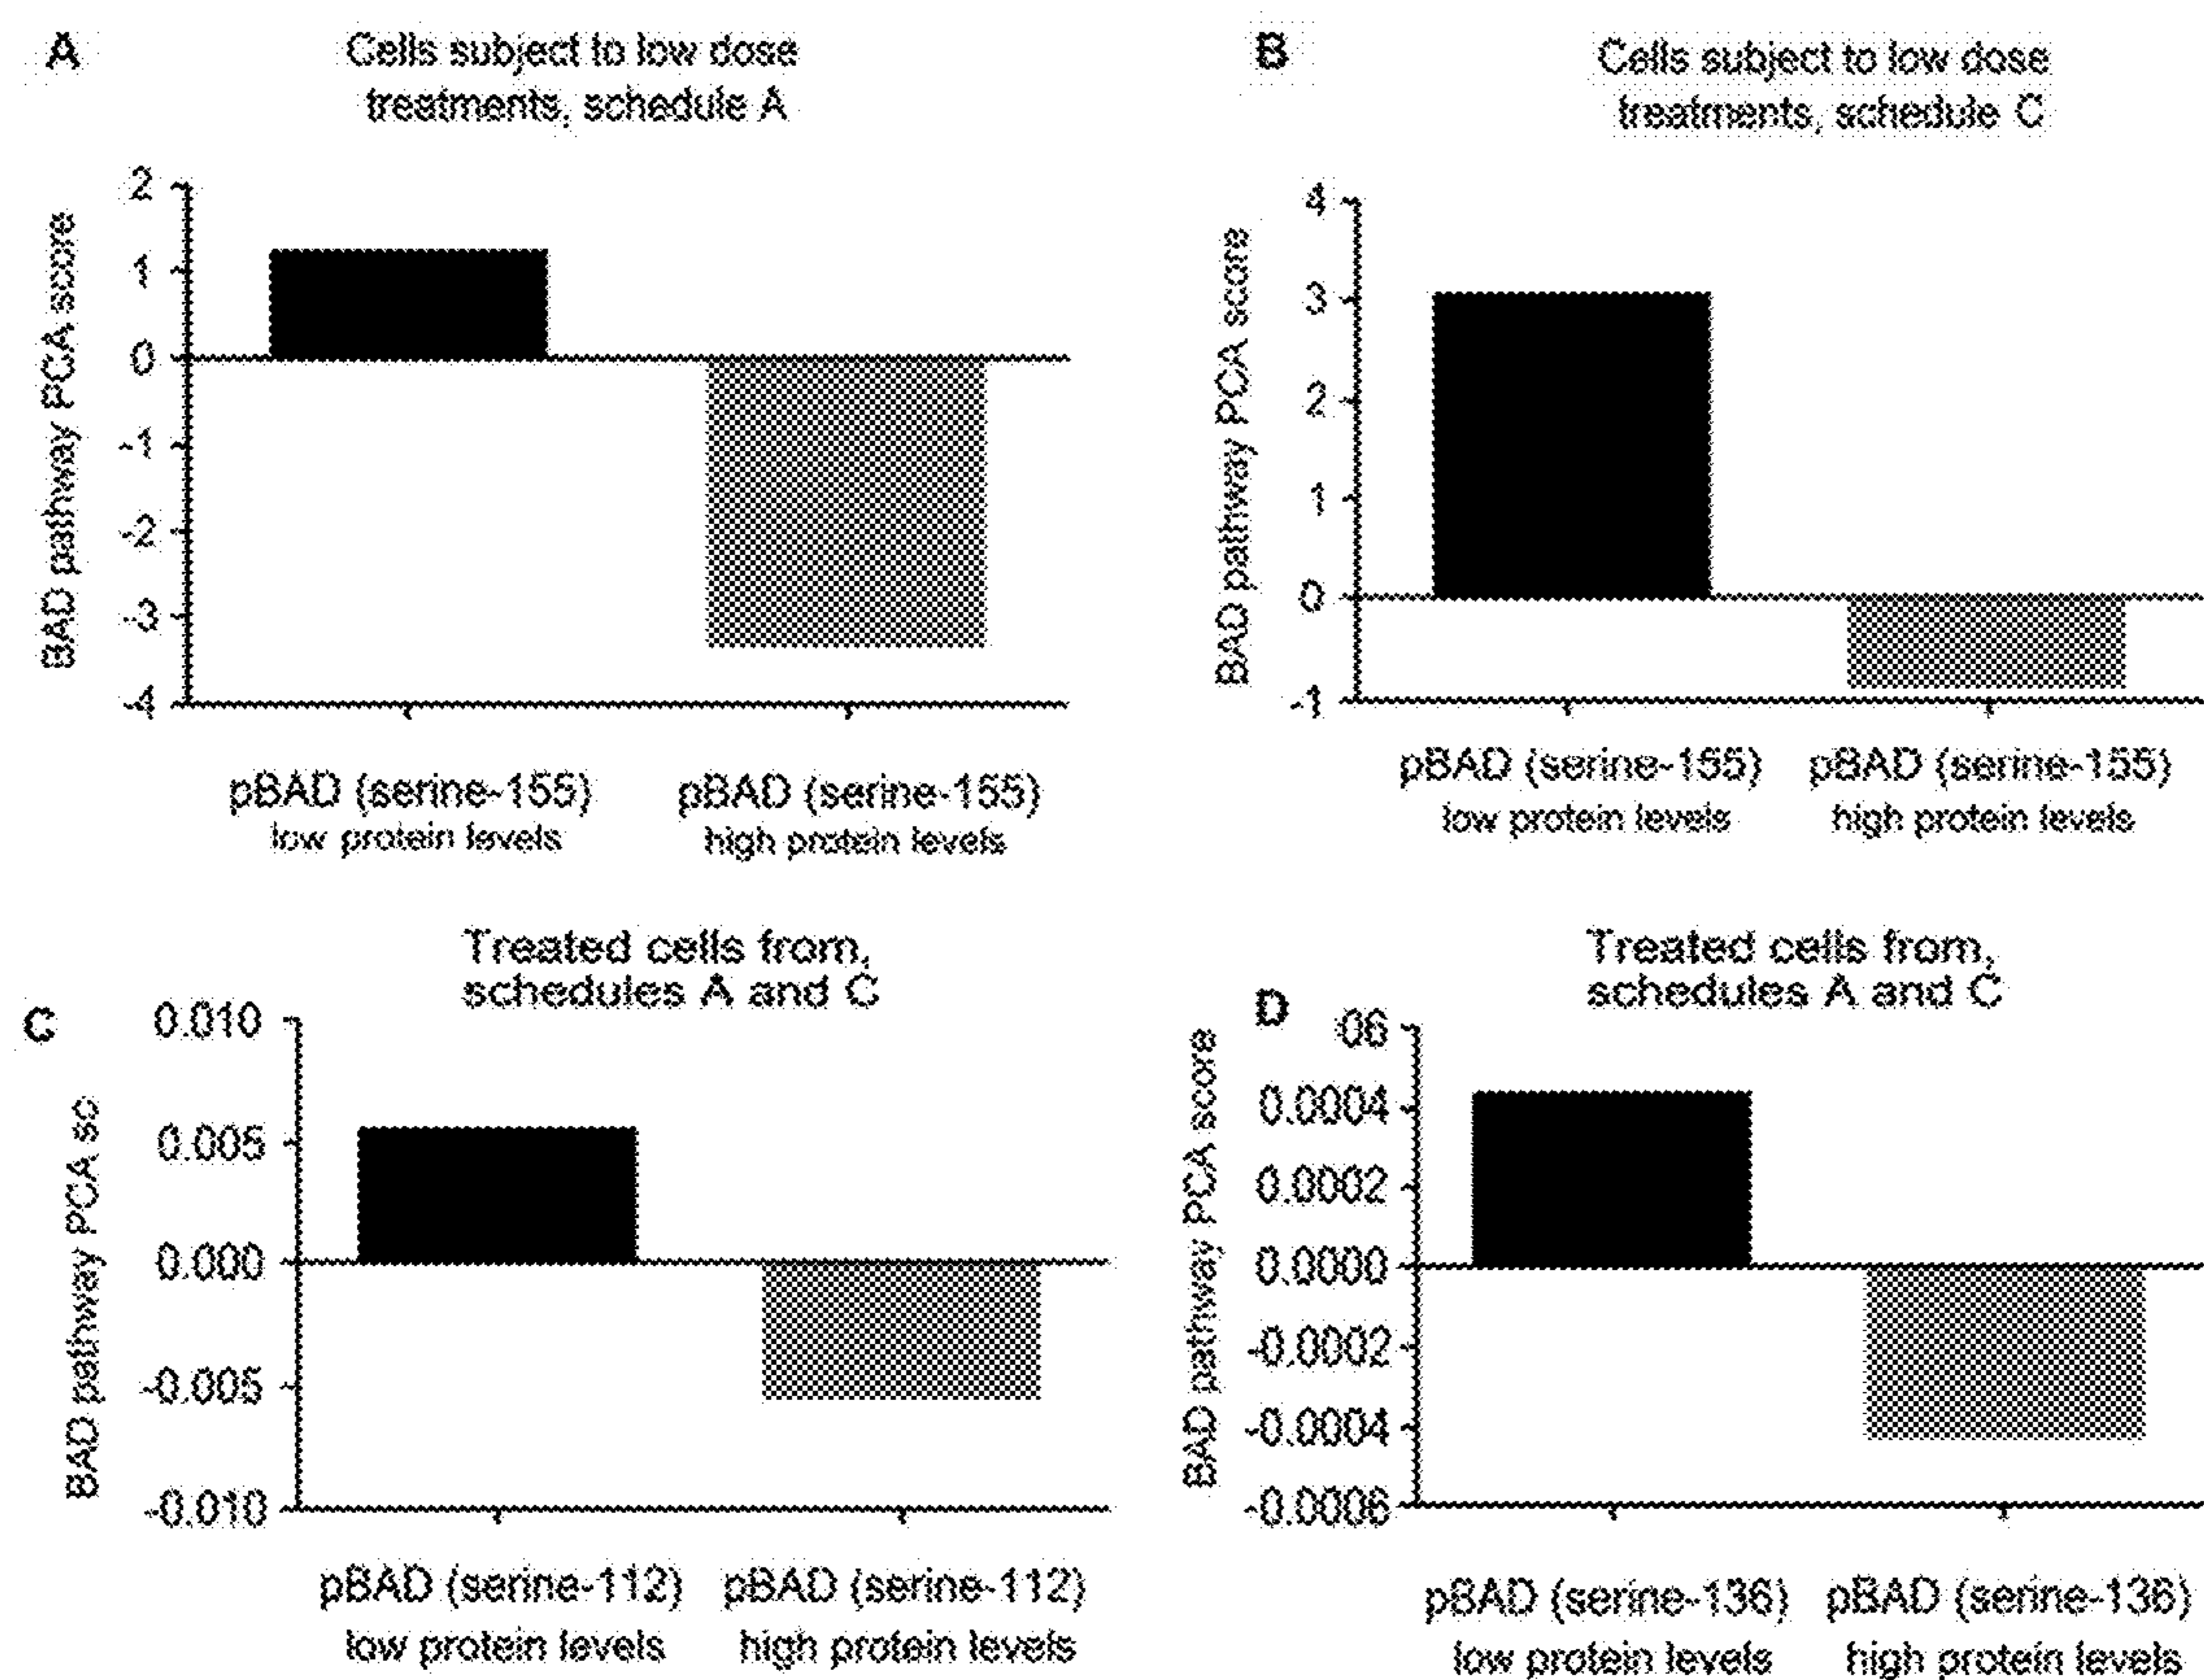 A
Cells subject to low dose
treatments, schedule A
BAD pathway PCA score
2
1
0
-1
-2
-3
-4
pBAD (serine-155)
low protein levels
pBAD (serine-155)
high protein levels
B
Cells subject to low dose
treatments, schedule C
BAD pathway PCA score
4
3
2
1
0
-1
pBAD (serine-155)
low protein levels
pBAD (serine-155)
high protein levels
C
Treated cells from,
schedules A and C
BAD pathway PCA sc
0.010
0.005
0.000
-0.005
-0.010
pBAD (serine-112)
low protein levels
pBAD (serine-112)
high protein levels
D
Treated cells from,
schedules A and C
BAD pathway PCA score
06
0.0004
0.0002
0.0000
-0.0002
-0.0004
-0.0006
pBAD (serine-136)
low protein levels
pBAD (serine-136)
high protein levels